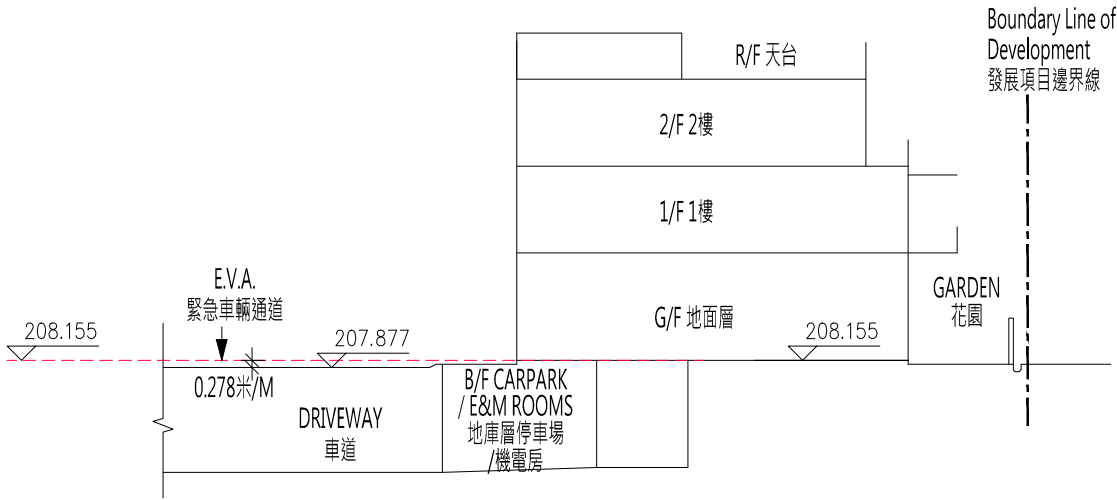 Boundary Line of
Development
發展項目邊界線
R/F 天台
2/F 2樓
1/F 1樓
E.V.A.
緊急車輛通道
GARDEN
花園
G/F 地面層
208.155
207.877
208.155
0.278米/M
B/F CARPARK
/ E&M ROOMS
地庫層停車場
/機電房
DRIVEWAY
車道